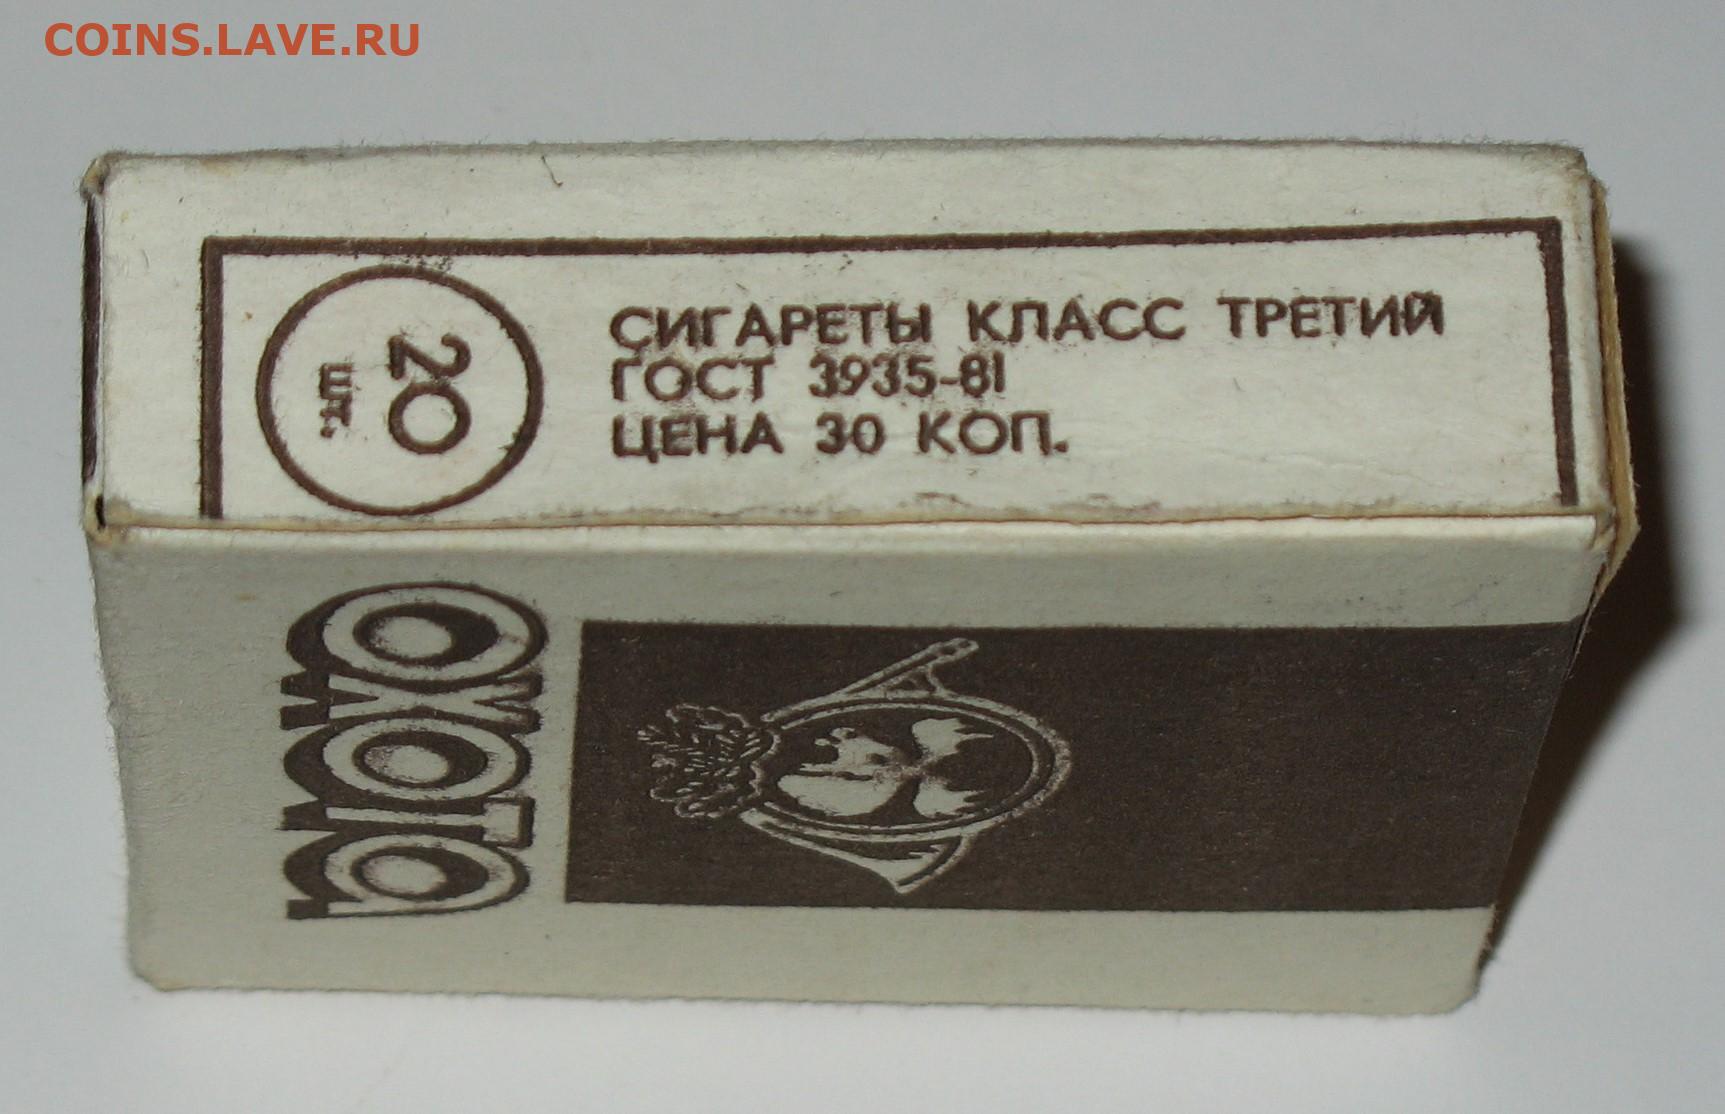 COINS.LAVE.RU
20
шт.
СИГАРЕТЫ КЛАСС ТРЕТИЙ
ГОСТ 3935-81
ЦЕНА 30 КОП.
ОХОТА